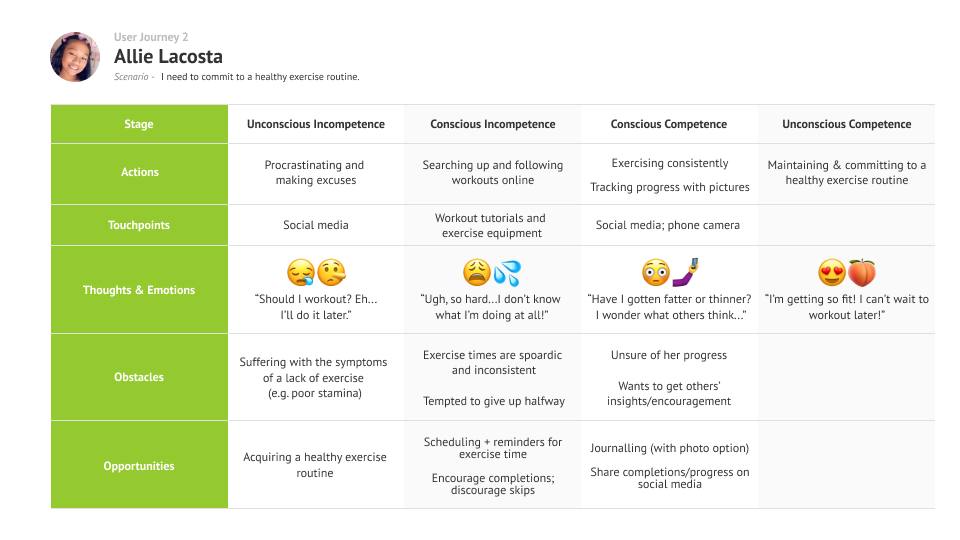 User Journey 2
Allie Lacosta
Scenario - I need to commit to a healthy exercise routine.
Stage
Unconscious Incompetence
Conscious Incompetence
Conscious Competence
Unconscious Competence
Actions
Procrastinating and
making excuses
Searching up and following
workouts online
Exercising consistently
Tracking progress with pictures
Maintaining & committing to a
healthy exercise routine
Touchpoints
Social media
Workout tutorials and
exercise equipment
Social media; phone camera
Thoughts & Emotions
“Should I workout? Eh...
I’ll do it later.”
“Ugh, so hard...I don’t know
what I’m doing at all!”
“Have I gotten fatter or thinner?
I wonder what others think...”
“I’m getting so fit! I can’t wait to
workout later!”
Obstacles
Suffering with the symptoms
of a lack of exercise
(e.g. poor stamina)
Exercise times are spoardic
and inconsistent
Tempted to give up halfway
Unsure of her progress
Wants to get others’
insights/encouragement
Opportunities
Acquiring a healthy exercise
routine
Scheduling + reminders for
exercise time
Encourage completions;
discourage skips
Journalling (with photo option)
Share completions/progress on
social media